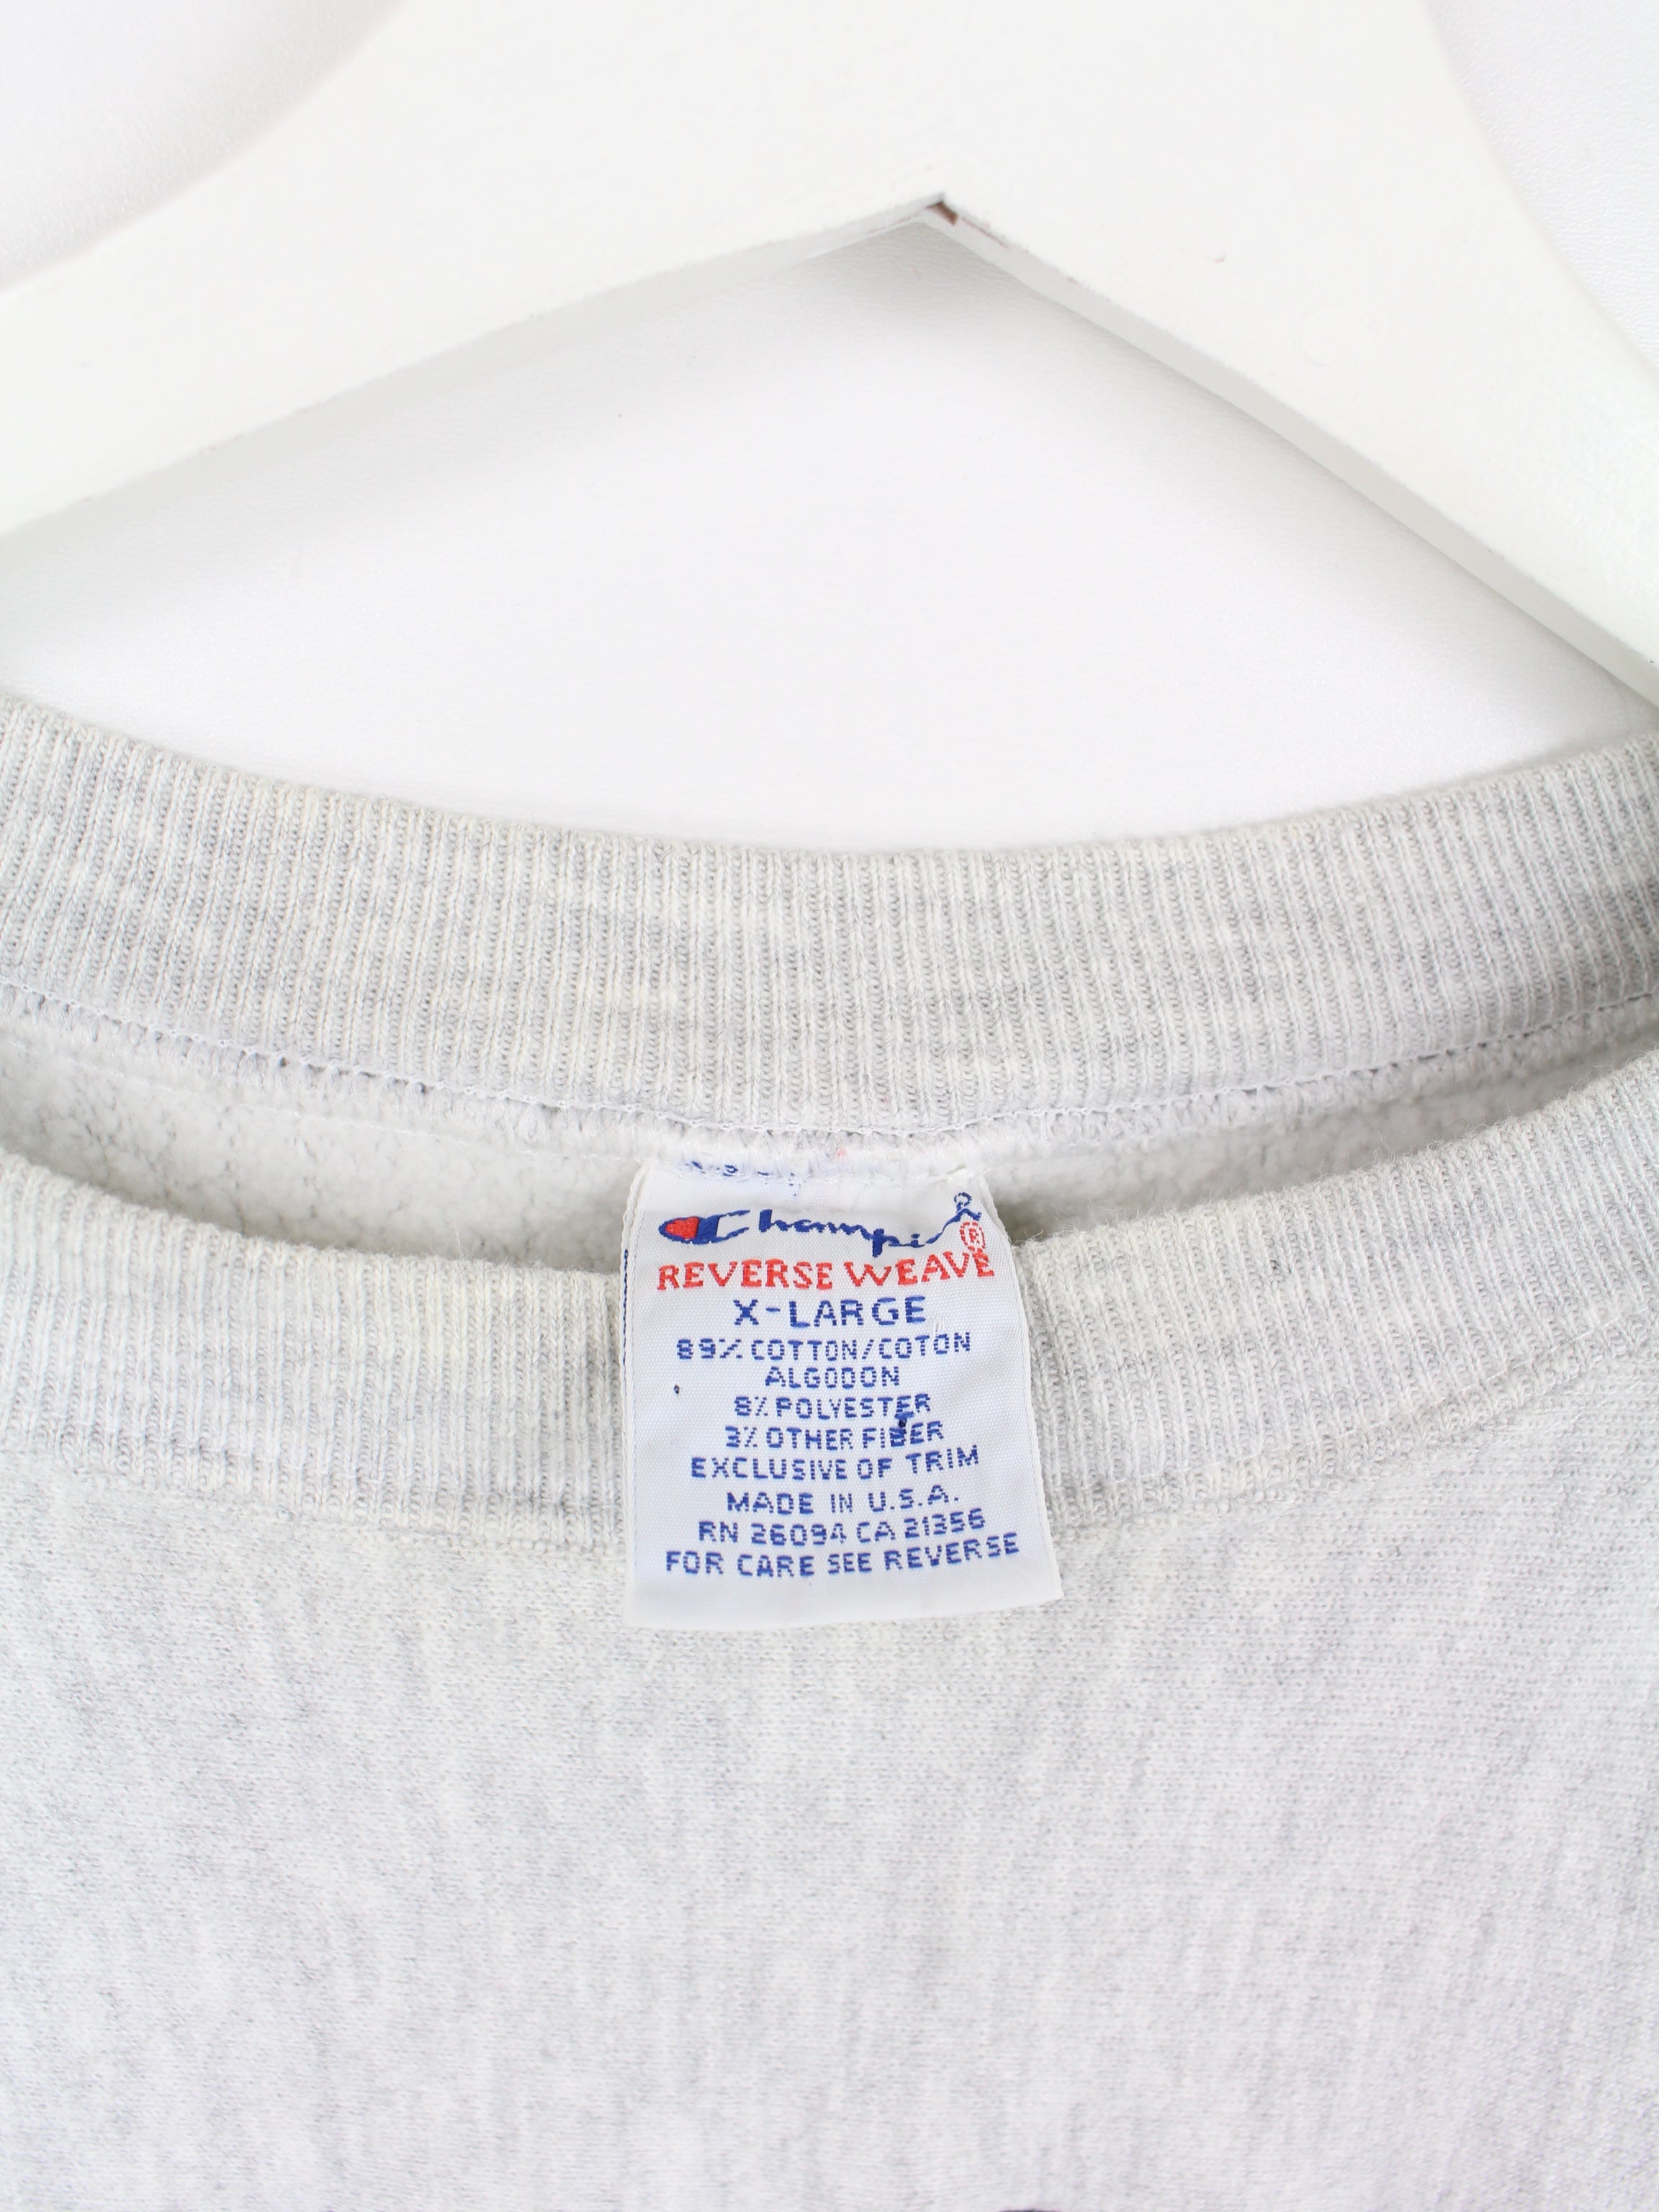 Champion®
REVERSE WEAVE
X-LARGE
89% COTTON/COTON
ALGODON
8% POLYESTER
3% OTHER FIBER
EXCLUSIVE OF TRIM
MADE IN U.S.A.
RN 26094 CA 21356
FOR CARE SEE REVERSE